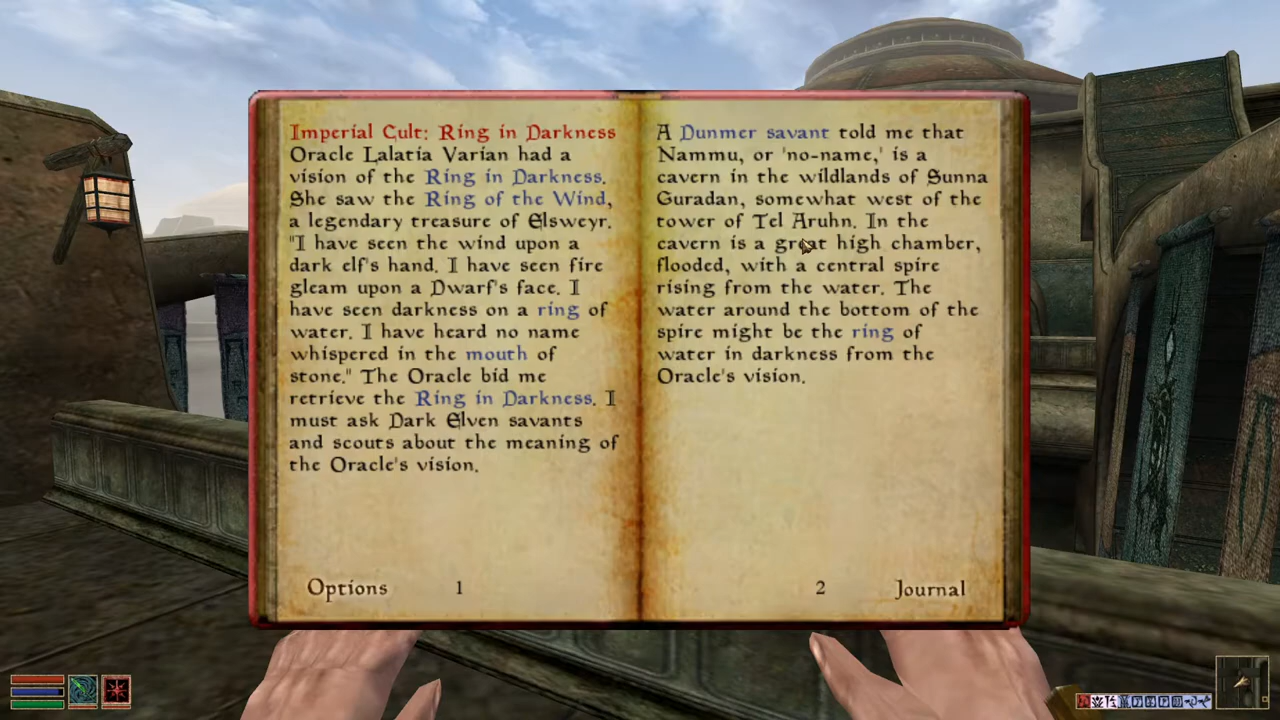 Imperial Cult: Ring in Darkness
Oracle Lalatia Varian had a
vision of the Ring in Darkness.
She saw the Ring of the Wind,
a legendary treasure of Elsweyr.
"I have seen the wind upon a
dark elf's hand. I have seen fire
gleam upon a Dwarf's face. I
have seen darkness on a ring of
water. I have heard no name
whispered in the mouth of
stone." The Oracle bid me
retrieve the Ring in Darkness. I
must ask Dark Elven savants
and scouts about the meaning of
the Oracle's vision.
Options
1
A Dunmer savant told me that
Nammu, or 'no-name,' is a
cavern in the wildlands of Sunna
Guradan, somewhat west of the
tower of Tel Aruhn. In the
cavern is a great high chamber,
flooded, with a central spire
rising from the water. The
water around the bottom of the
spire might be the ring of
water in darkness from the
Oracle's vision.
2
Journal